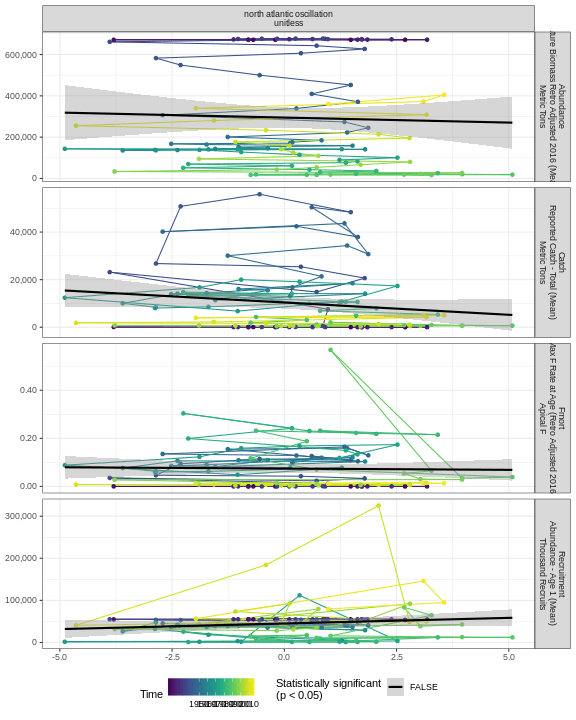 north atlantic oscillation
unitless
600,000
400,000
200,000
0
Abundance
ture Biomass Retro Adjusted 2016 (Mea
Metric Tons
40,000
20,000
0
Catch
Reported Catch - Total (Mean)
Metric Tons
0.40
0.20
0.00
Fmort
Max F Rate at Age (Retro Adjusted 2016
Apical F
300,000
200,000
100,000
0
Recruitment
Abundance - Age 1 (Mean)
Thousand Recruits
-5.0
-2.5
0.0
2.5
5.0
Time
Statistically significant
(p < 0.05)
FALSE